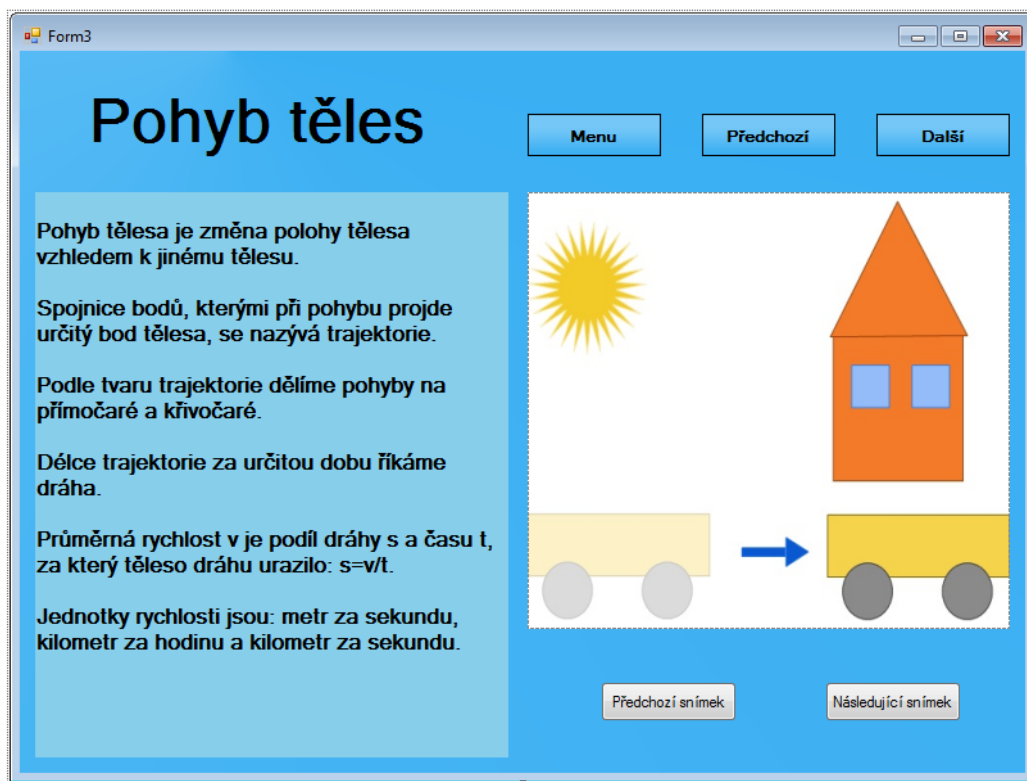 Form3
Pohyb těles
Menu
Předchozí
Další
Pohyb tělesa je změna polohy tělesa
vzhledem k jinému tělesu.
Spojnice bodů, kterými při pohybu projde
určitý bod tělesa, se nazývá trajektorie.
Podle tvaru trajektorie dělíme pohyby na
přímočaré a křivočaré.
Délce trajektorie za určitou dobu říkáme
dráha.
Průměrná rychlost v je podíl dráhy s a času t,
za který těleso dráhu urazilo: s=v/t.
Jednotky rychlosti jsou: metr za sekundu,
kilometr za hodinu a kilometr za sekundu.
Předchozí snímek
Následující snímek